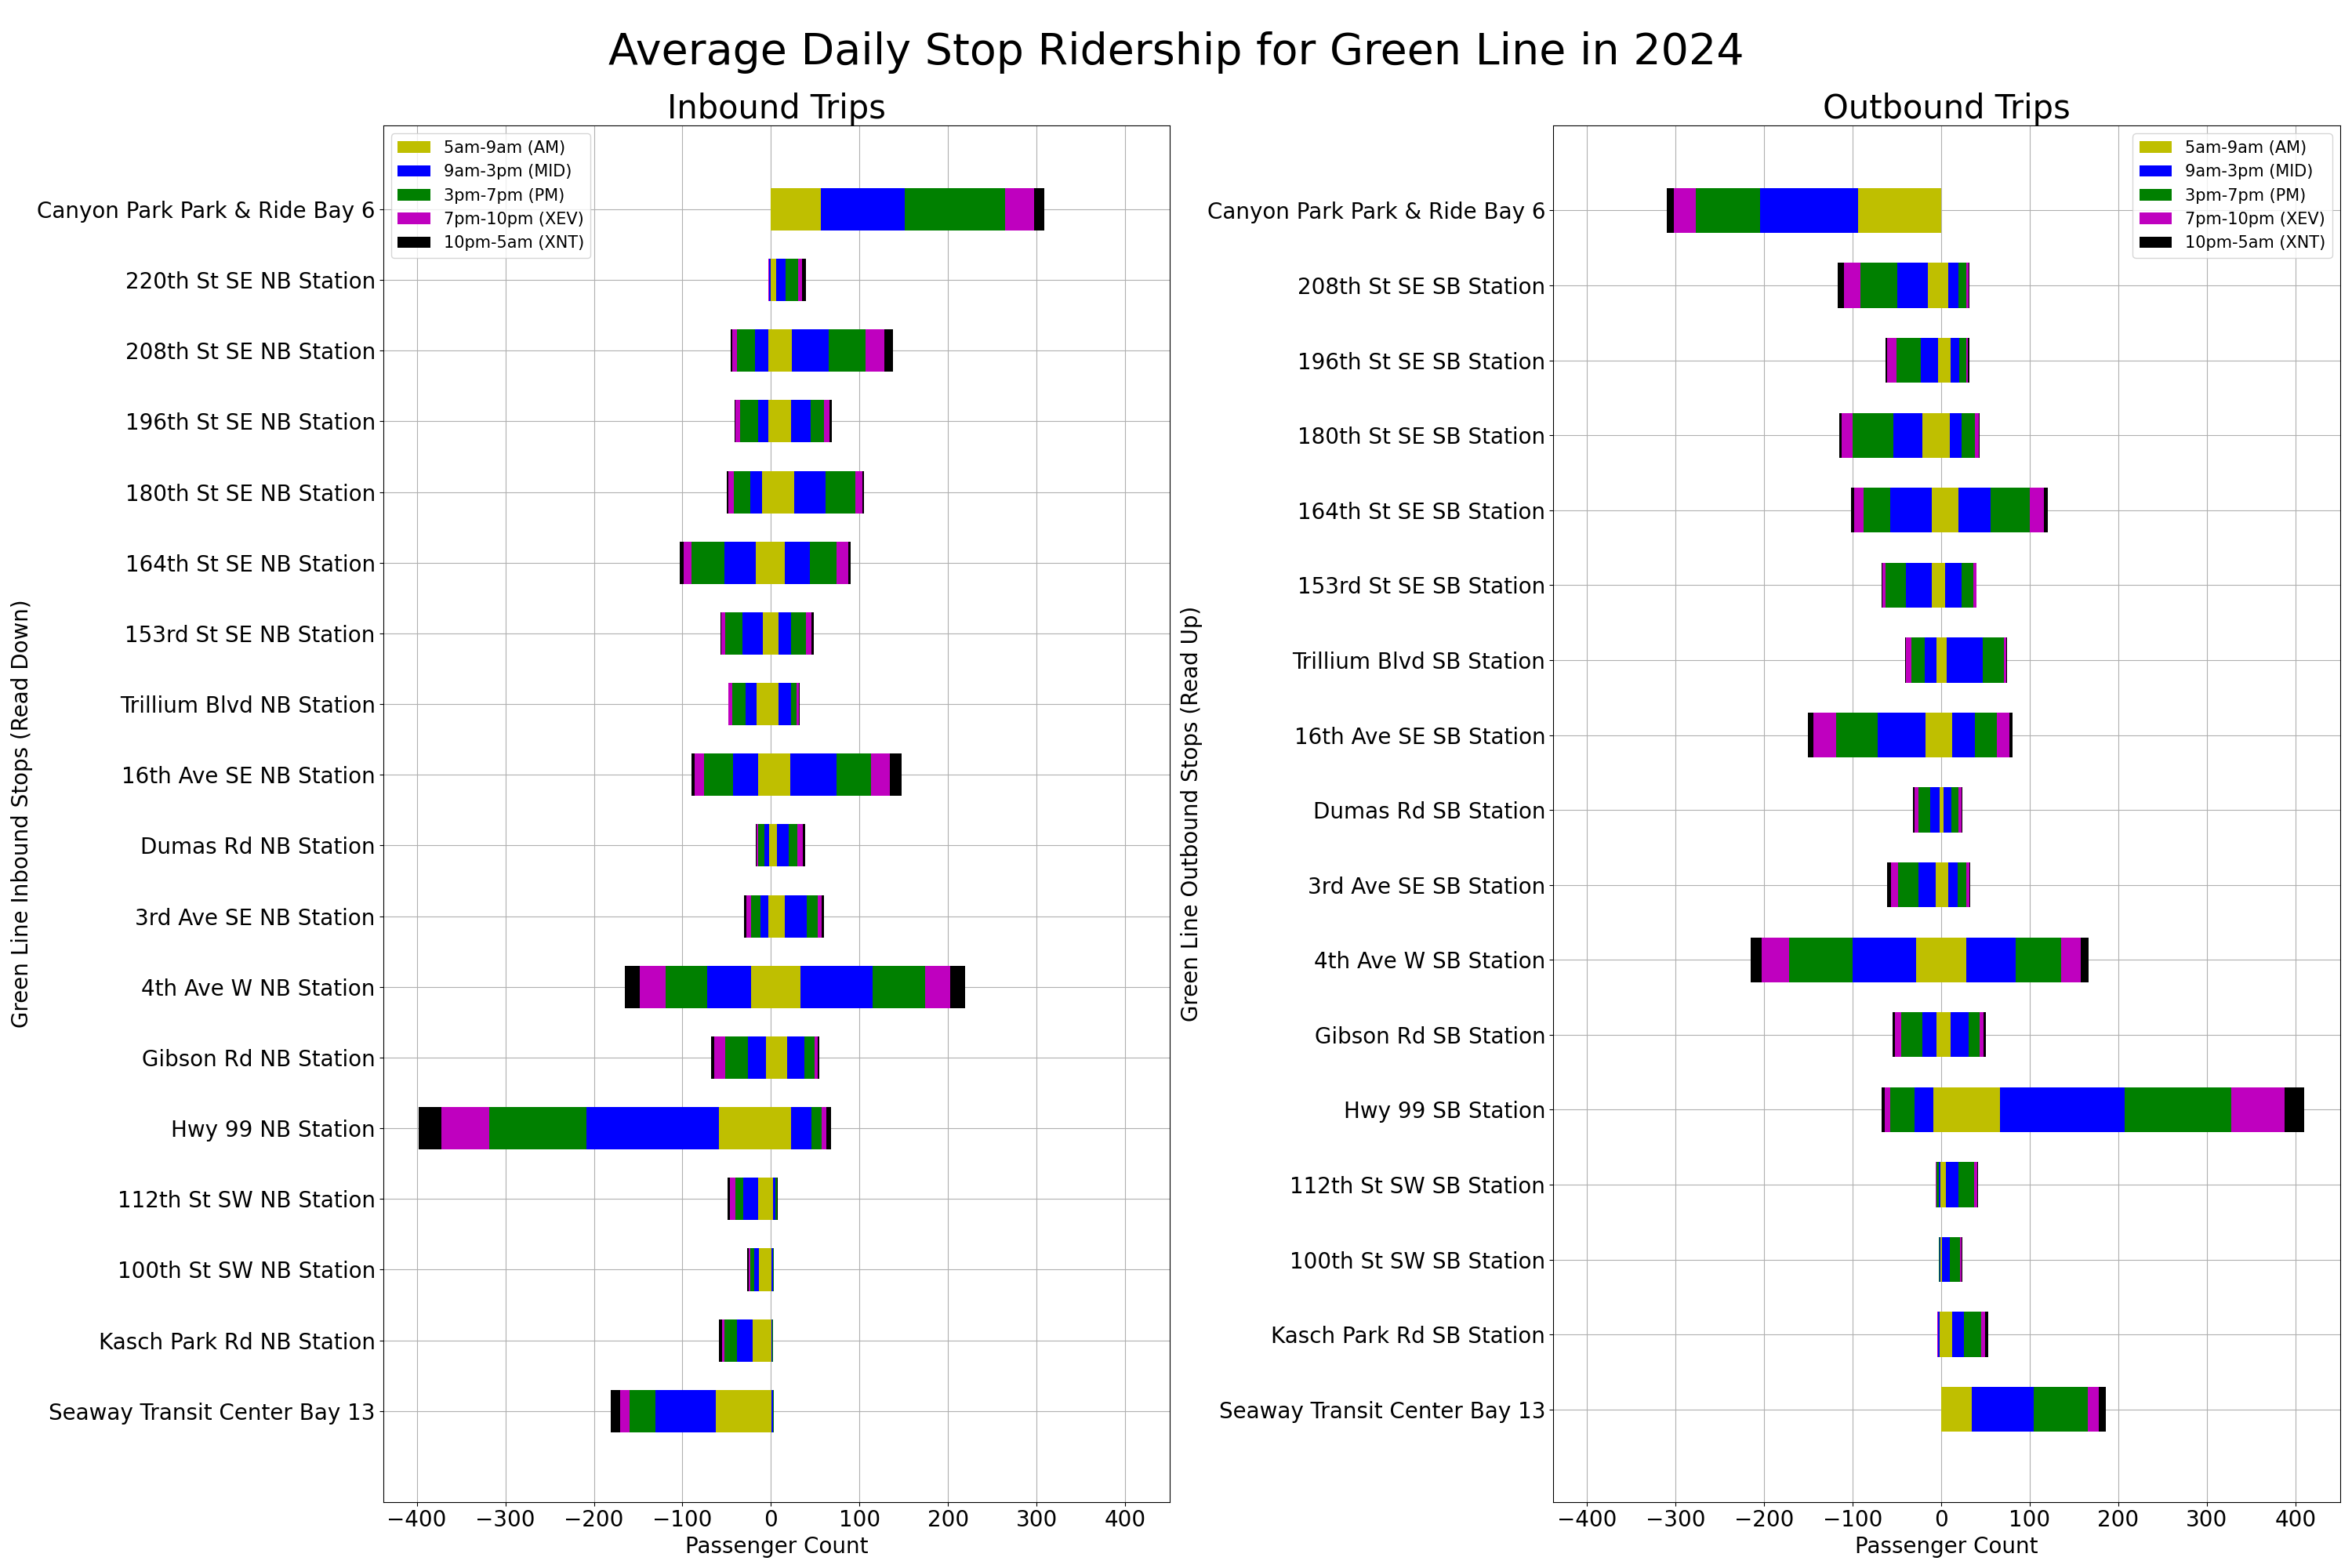 Average Daily Stop Ridership for Green Line in 2024
Inbound Trips
5am-9am (AM)
9am-3pm (MID)
3pm-7pm (PM)
7pm-10pm (XEV)
10pm-5am (XNT)
Green Line Inbound Stops (Read Down)
Canyon Park Park & Ride Bay 6
220th St SE NB Station
208th St SE NB Station
196th St SE NB Station
180th St SE NB Station
164th St SE NB Station
153rd St SE NB Station
Trillium Blvd NB Station
16th Ave SE NB Station
Dumas Rd NB Station
3rd Ave SE NB Station
4th Ave W NB Station
Gibson Rd NB Station
Hwy 99 NB Station
112th St SW NB Station
100th St SW NB Station
Kasch Park Rd NB Station
Seaway Transit Center Bay 13
−400 −300 −200 −100 0 100 200 300 400
Passenger Count
Outbound Trips
5am-9am (AM)
9am-3pm (MID)
3pm-7pm (PM)
7pm-10pm (XEV)
10pm-5am (XNT)
Green Line Outbound Stops (Read Up)
Canyon Park Park & Ride Bay 6
208th St SE SB Station
196th St SE SB Station
180th St SE SB Station
164th St SE SB Station
153rd St SE SB Station
Trillium Blvd SB Station
16th Ave SE SB Station
Dumas Rd SB Station
3rd Ave SE SB Station
4th Ave W SB Station
Gibson Rd SB Station
Hwy 99 SB Station
112th St SW SB Station
100th St SW SB Station
Kasch Park Rd SB Station
Seaway Transit Center Bay 13
−400 −300 −200 −100 0 100 200 300 400
Passenger Count